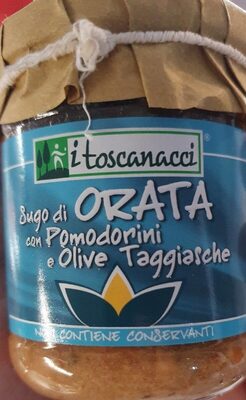 i toscanacci®
Sugo di ORATA
con Pomodorini
e Olive Taggiasche
NON CONTIENE CONSERVANTI